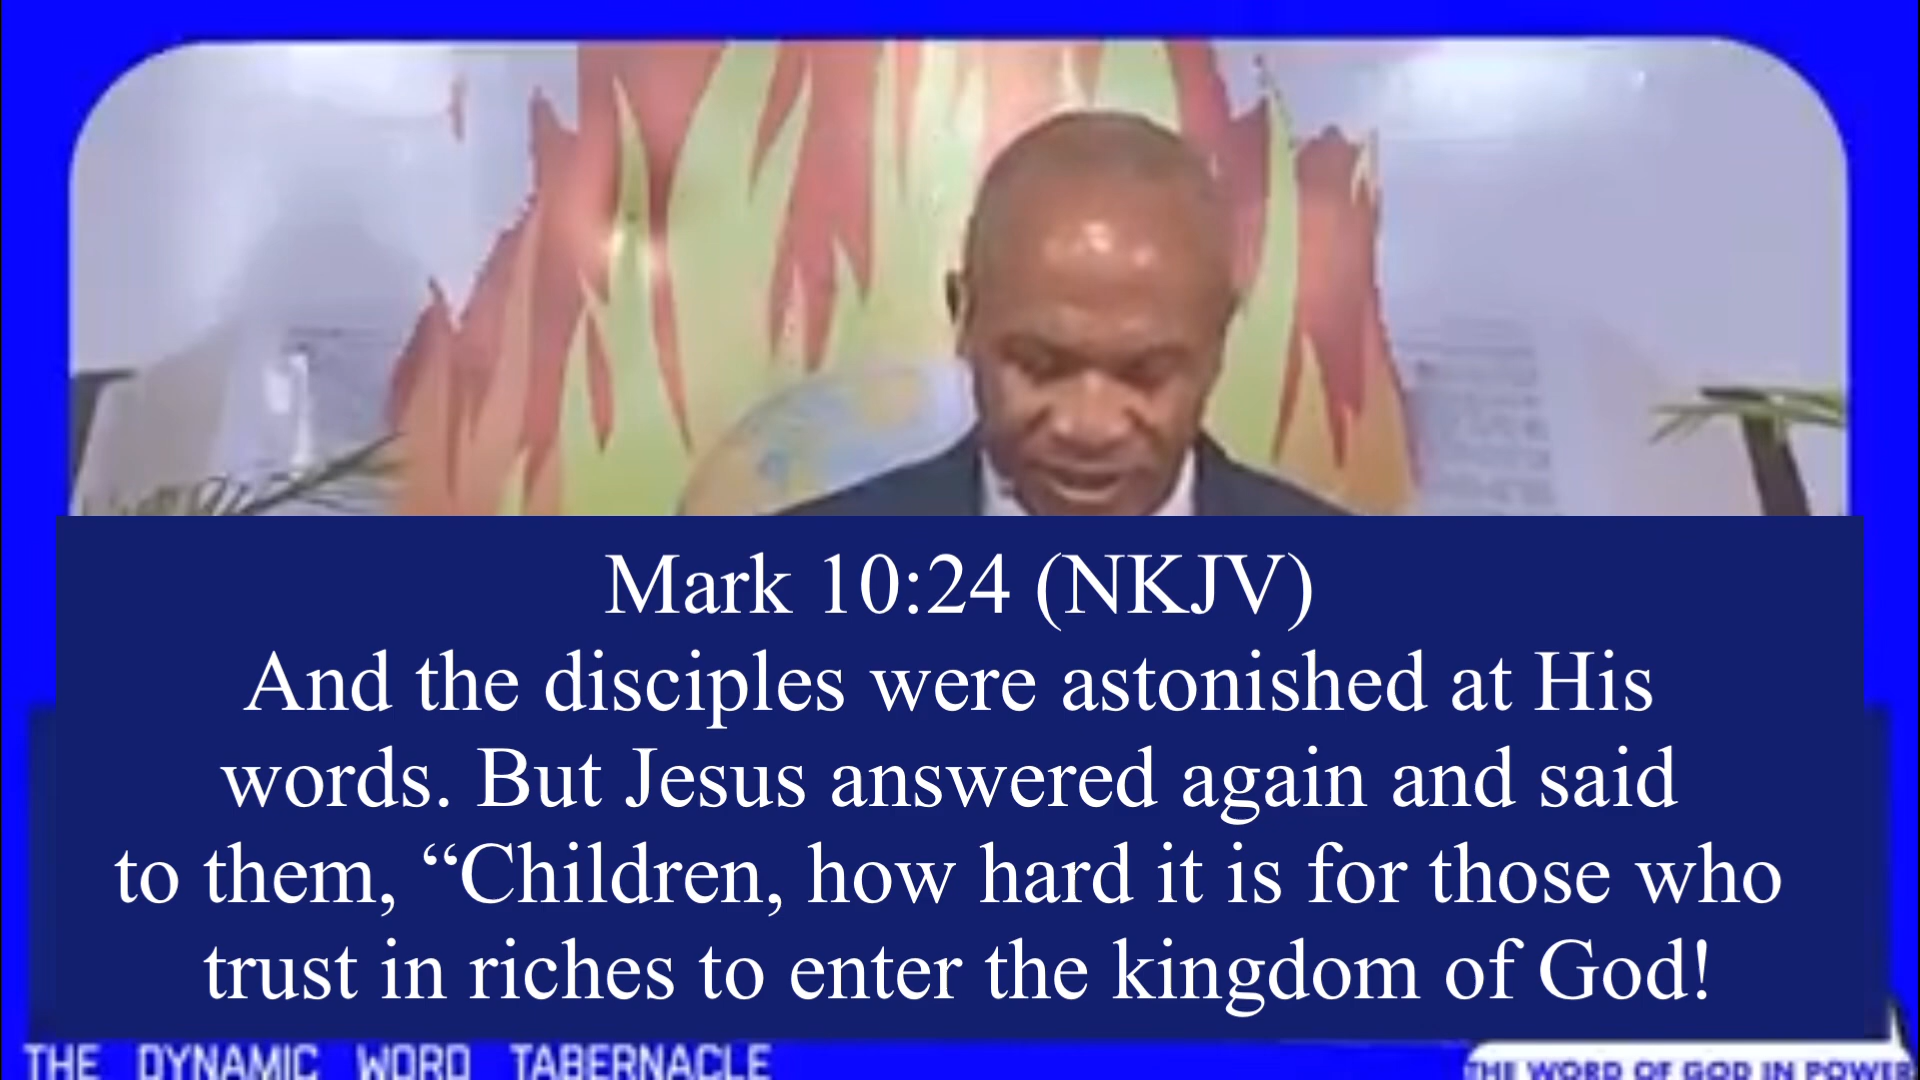 Mark 10:24 (NKJV)
And the disciples were astonished at His
words. But Jesus answered again and said
to them, “Children, how hard it is for those who
trust in riches to enter the kingdom of God!
THE DYNAMIC WORD TABERNACLE
THE WORD OF GOD IN POWER